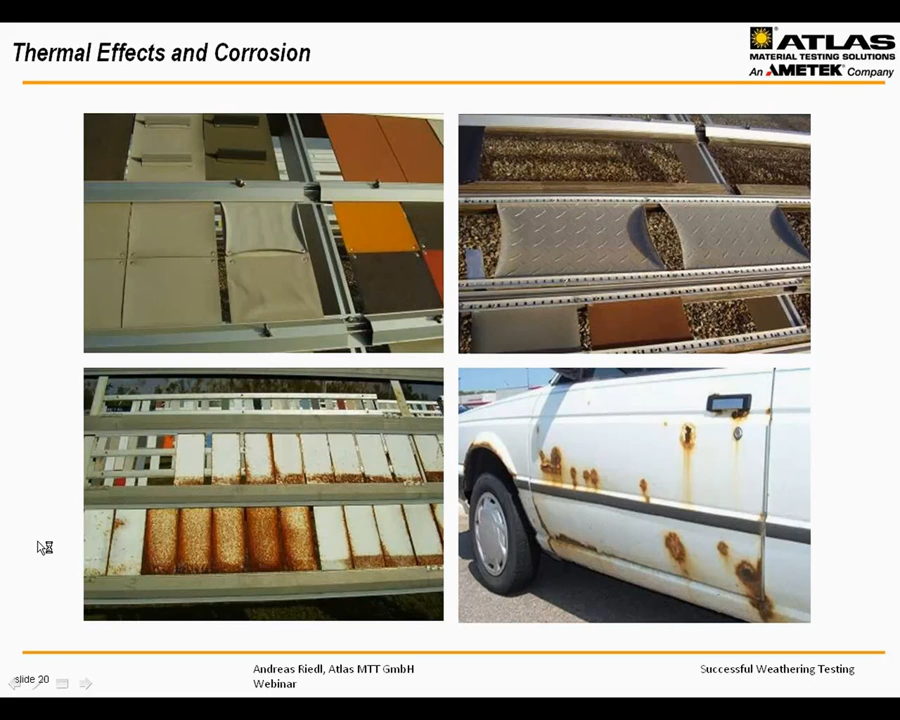 Thermal Effects and Corrosion
ATLAS
MATERIAL TESTING SOLUTIONS
An AMETEK® Company
slide 20
Andreas Riedl, Atlas MTT GmbH
Webinar
Successful Weathering Testing